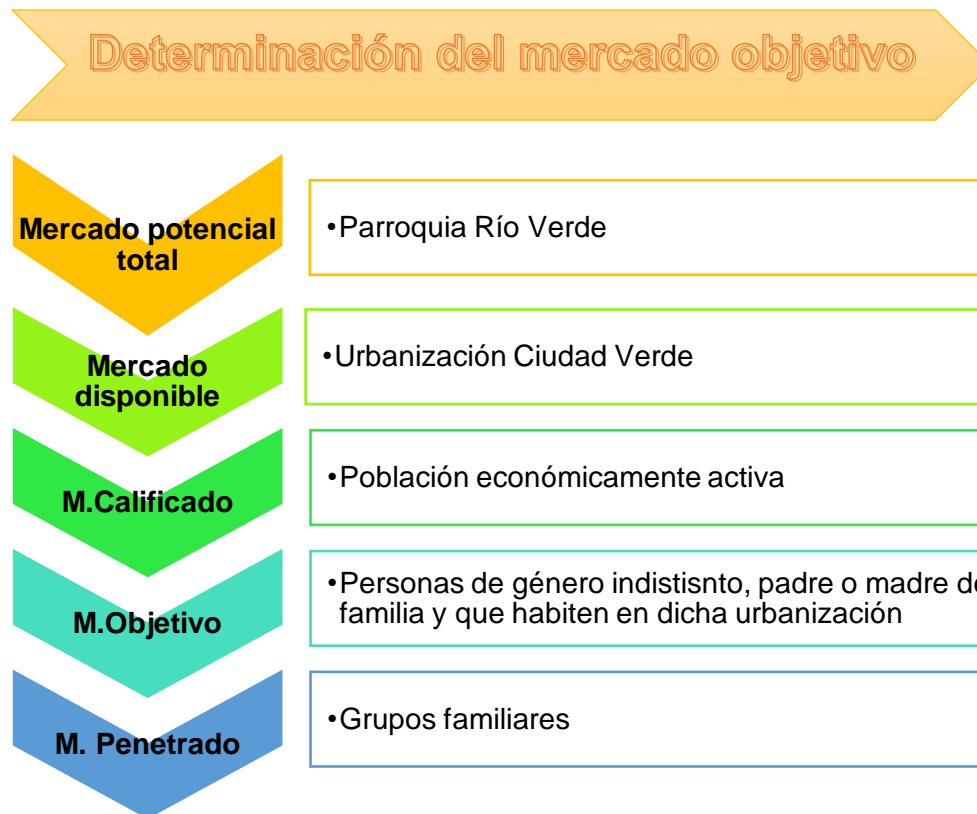 Determinación del mercado objetivo
Mercado potencial
total
•Parroquia Río Verde
Mercado
disponible
•Urbanización Ciudad Verde
M.Calificado
•Población económicamente activa
M.Objetivo
•Personas de género indistisnto, padre o madre de
familia y que habiten en dicha urbanización
M. Penetrado
•Grupos familiares